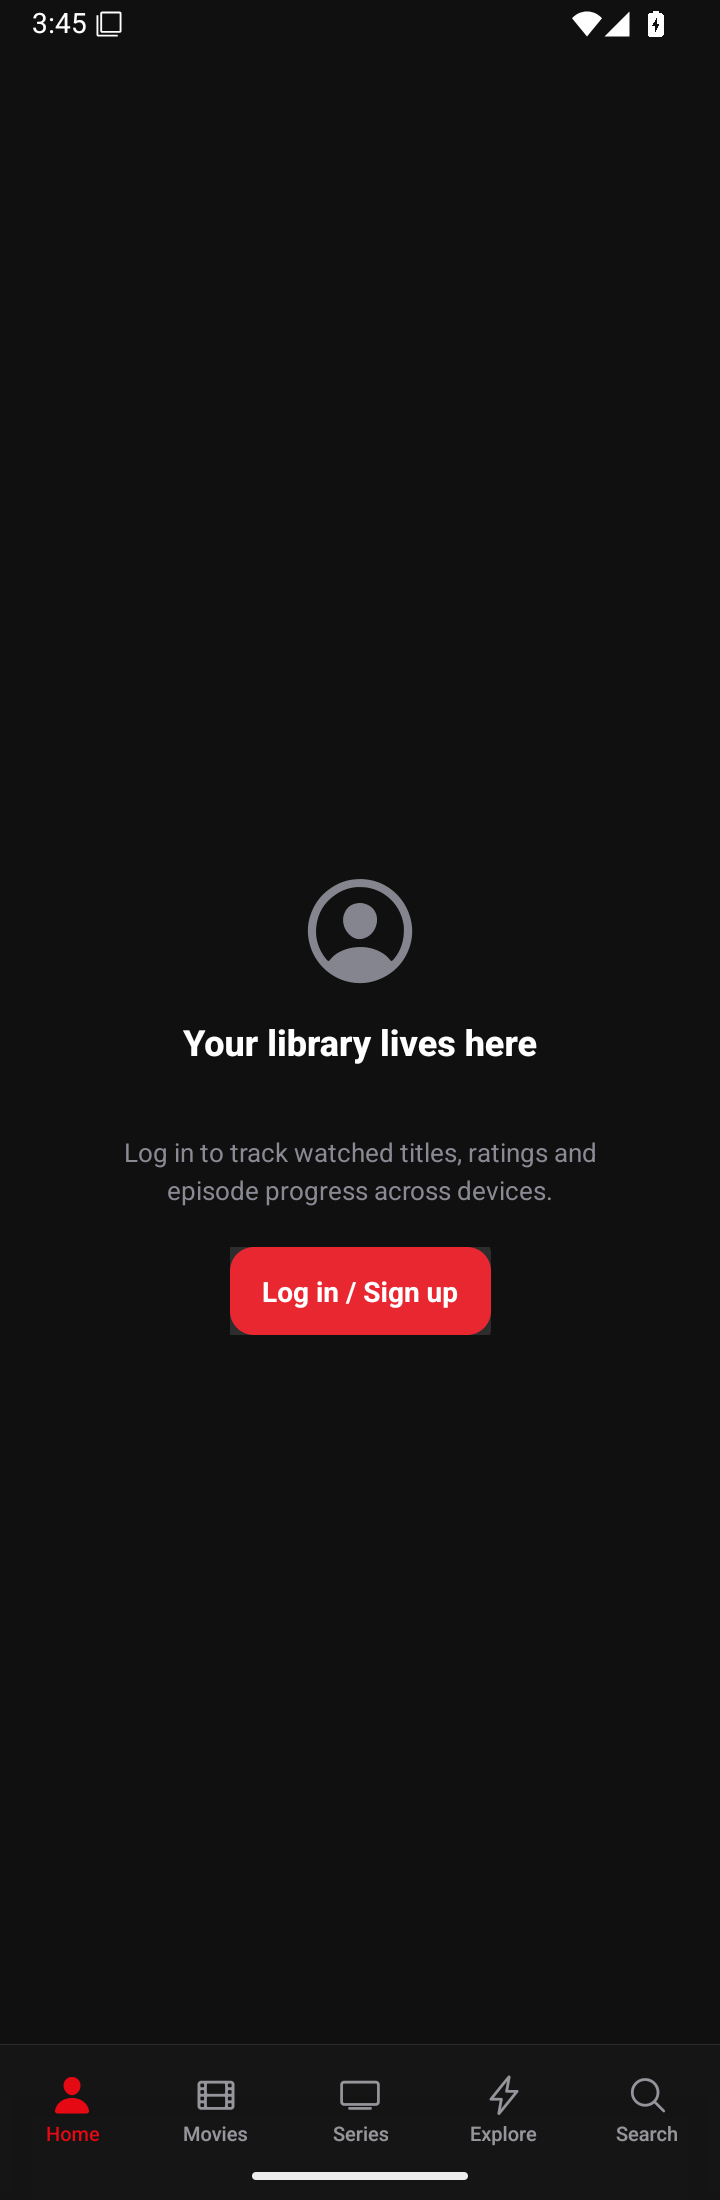 3:45
Your library lives here
Log in to track watched titles, ratings and
episode progress across devices.
Log in / Sign up
Home
Movies
Series
Explore
Search